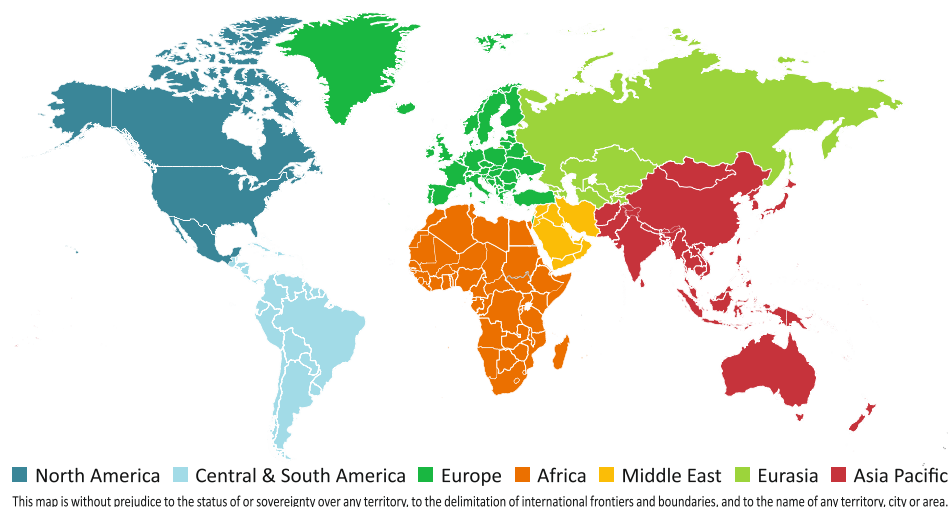 North America Central & South America Europe Africa Middle East Eurasia Asia Pacific
This map is without prejudice to the status of or sovereignty over any territory, to the delimitation of international frontiers and boundaries, and to the name of any territory, city or area.